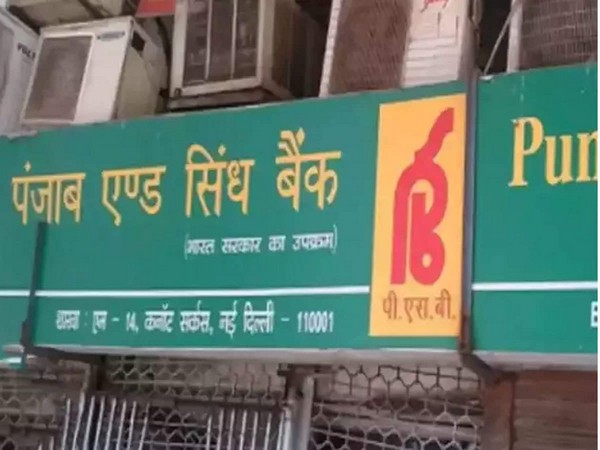 पंजाब एण्ड सिंध बैंक
(भारत सरकार का उपक्रम)
शाखा : एन - 14, कनॉट सर्कस, नई दिल्ली - 110001
पी.एस.बी.
Pun